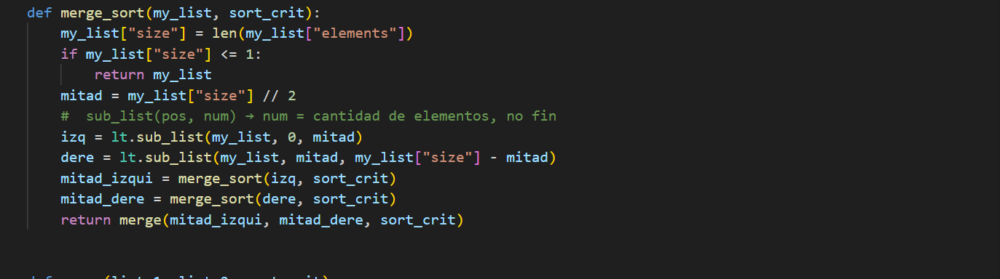 def merge_sort(my_list, sort_crit):
    my_list["size"] = len(my_list["elements"])
    if my_list["size"] <= 1:
        return my_list
    mitad = my_list["size"] // 2
    #  sub_list(pos, num) → num = cantidad de elementos, no fin
    izq = lt.sub_list(my_list, 0, mitad)
    dere = lt.sub_list(my_list, mitad, my_list["size"] - mitad)
    mitad_izqui = merge_sort(izq, sort_crit)
    mitad_dere = merge_sort(dere, sort_crit)
    return merge(mitad_izqui, mitad_dere, sort_crit)